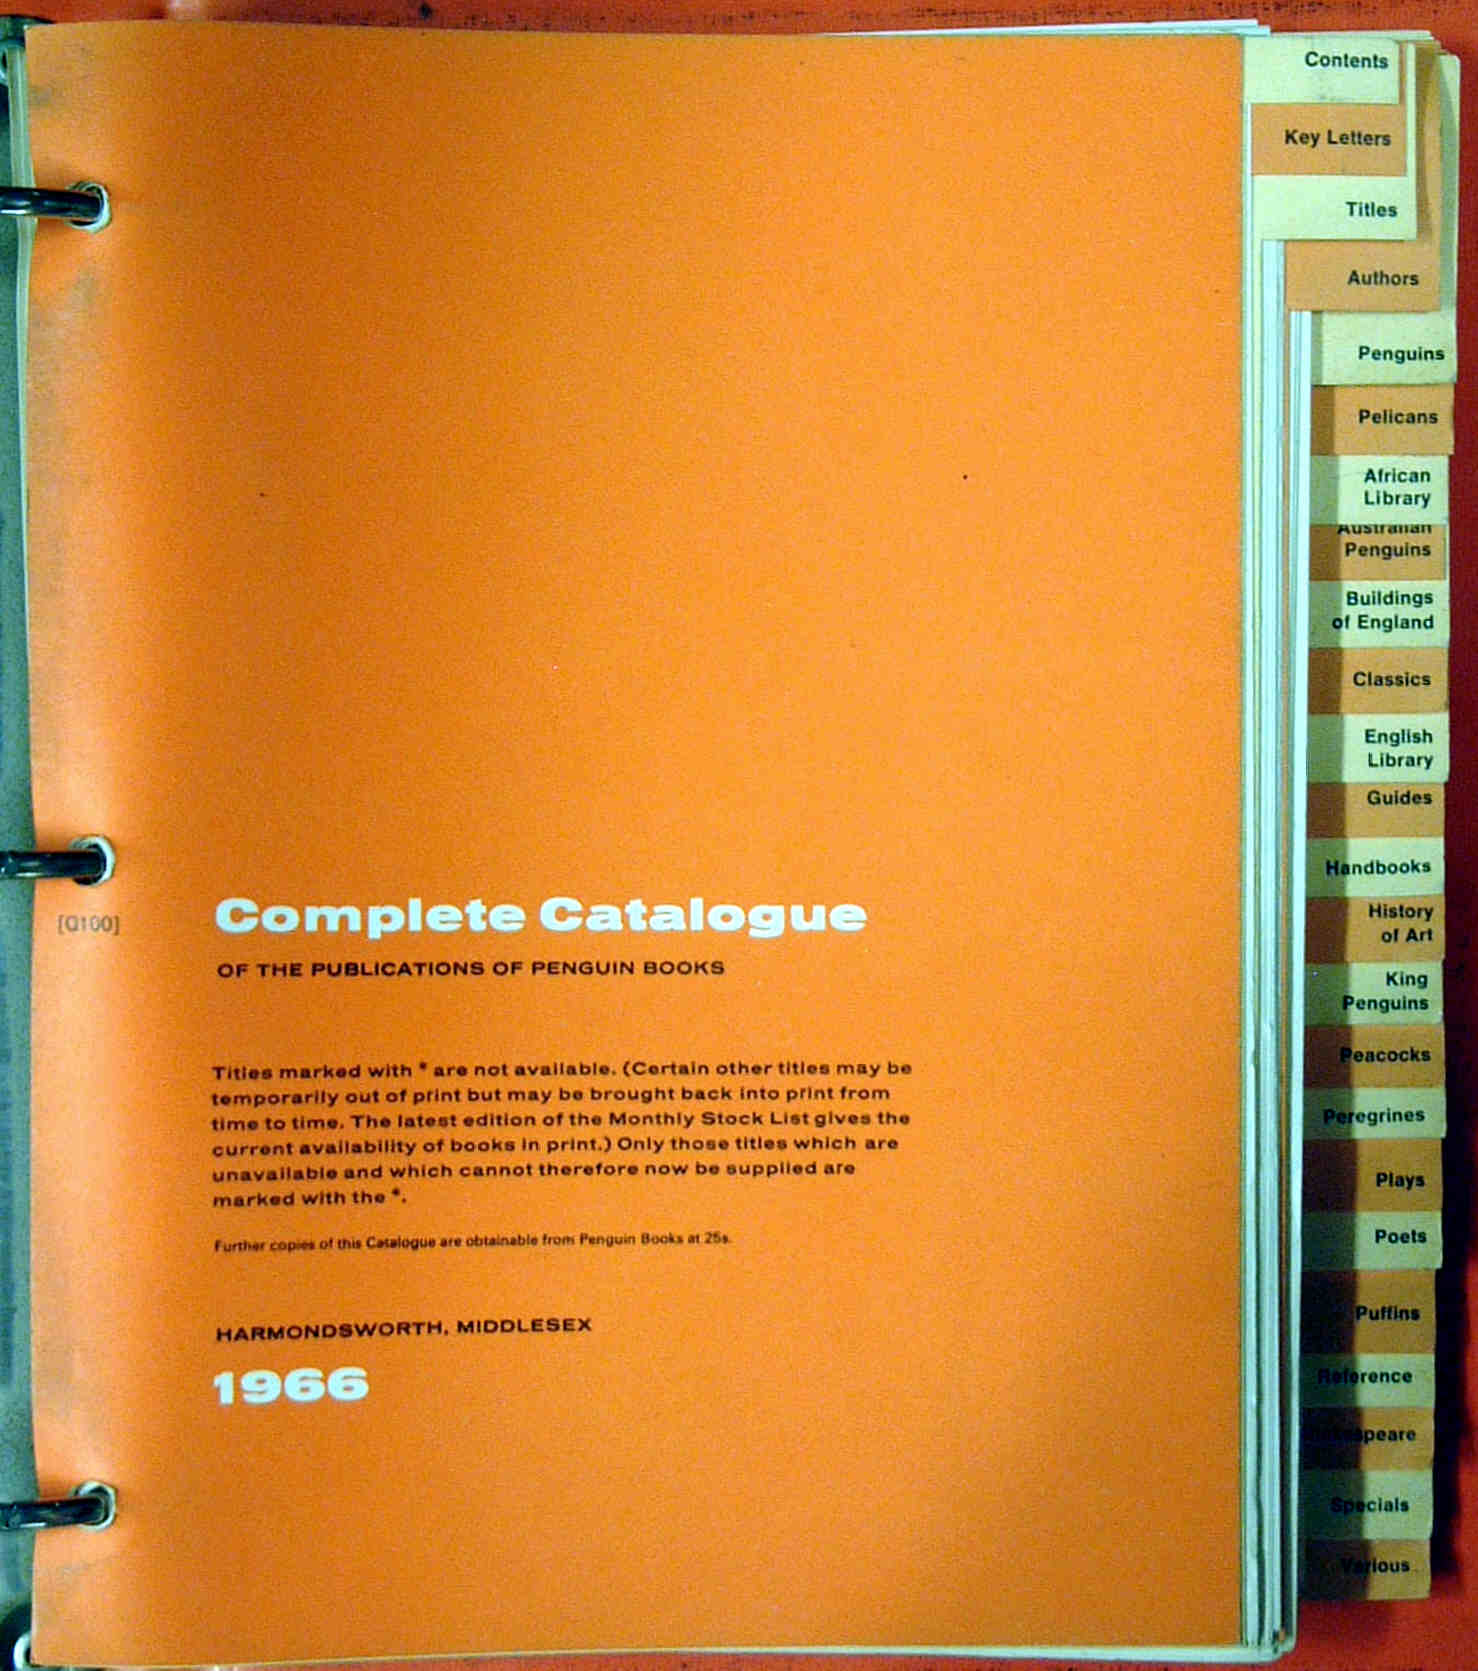 Contents
Key Letters
Titles
Authors
Penguins
Pelicans
African
Library
Australian
Penguins
Buildings
of England
Classics
English
Library
Guides
Handbooks
History
of Art
King
Penguins
Peacocks
Peregrines
Plays
Poets
Puffins
Reference
Shakespeare
Specials
Various
[Q100]
Complete Catalogue
OF THE PUBLICATIONS OF PENGUIN BOOKS
Titles marked with * are not available. (Certain other titles may be
temporarily out of print but may be brought back into print from
time to time. The latest edition of the Monthly Stock List gives the
current availability of books in print.) Only those titles which are
unavailable and which cannot therefore now be supplied are
marked with the *.
Further copies of this Catalogue are obtainable from Penguin Books at 25s.
HARMONDSWORTH, MIDDLESEX
1966